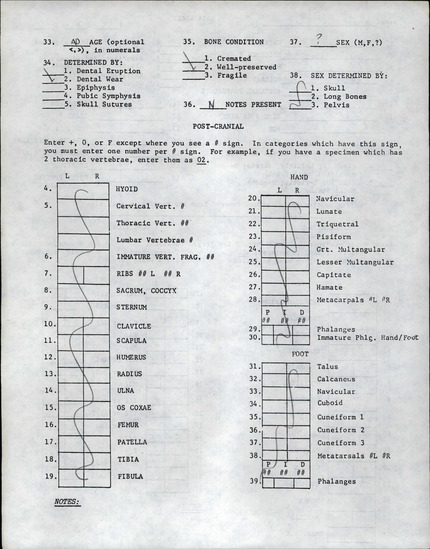 33. AD AGE (optional
<,>), in numerals
34. DETERMINED BY:
1. Dental Eruption
2. Dental Wear
3. Epiphysis
4. Pubic Symphysis
5. Skull Sutures
35. BONE CONDITION
1. Cremated
2. Well-preserved
3. Fragile
36. N NOTES PRESENT
37. ? SEX (M,F,?)
38. SEX DETERMINED BY:
1. Skull
2. Long Bones
3. Pelvis
POST-CRANIAL
Enter +, O, or F except where you see a # sign. In categories which have this sign,
you must enter one number per # sign. For example, if you have a specimen which has
2 thoracic vertebrae, enter them as 02.
L R
4. HYOID
5. Cervical Vert. #
Thoracic Vert. ##
Lumbar Vertebrae #
6. IMMATURE VERT. FRAG. ##
7. RIBS ## L ## R
8. SACRUM, COCCYX
9. STERNUM
10. CLAVICLE
11. SCAPULA
12. HUMERUS
13. RADIUS
14. ULNA
15. OS COXAE
16. FEMUR
17. PATELLA
18. TIBIA
19. FIBULA
NOTES:
HAND
L R
20. Navicular
21. Lunate
22. Triquetral
23. Pisiform
24. Grt. Multangular
25. Lesser Multangular
26. Capitate
27. Hamate
28. Metacarpals #L #R
P I D
## ## ##
29. Phalanges
30. Immature Phlg. Hand/Foot
FOOT
31. Talus
32. Calcaneus
33. Navicular
34. Cuboid
35. Cuneiform 1
36. Cuneiform 2
37. Cuneiform 3
38. Metatarsals #L #R
P I D
## ## ##
39. Phalanges